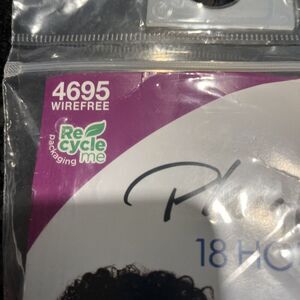 4695
WIREFREE
Re
cycle
me
packaging
18 HO